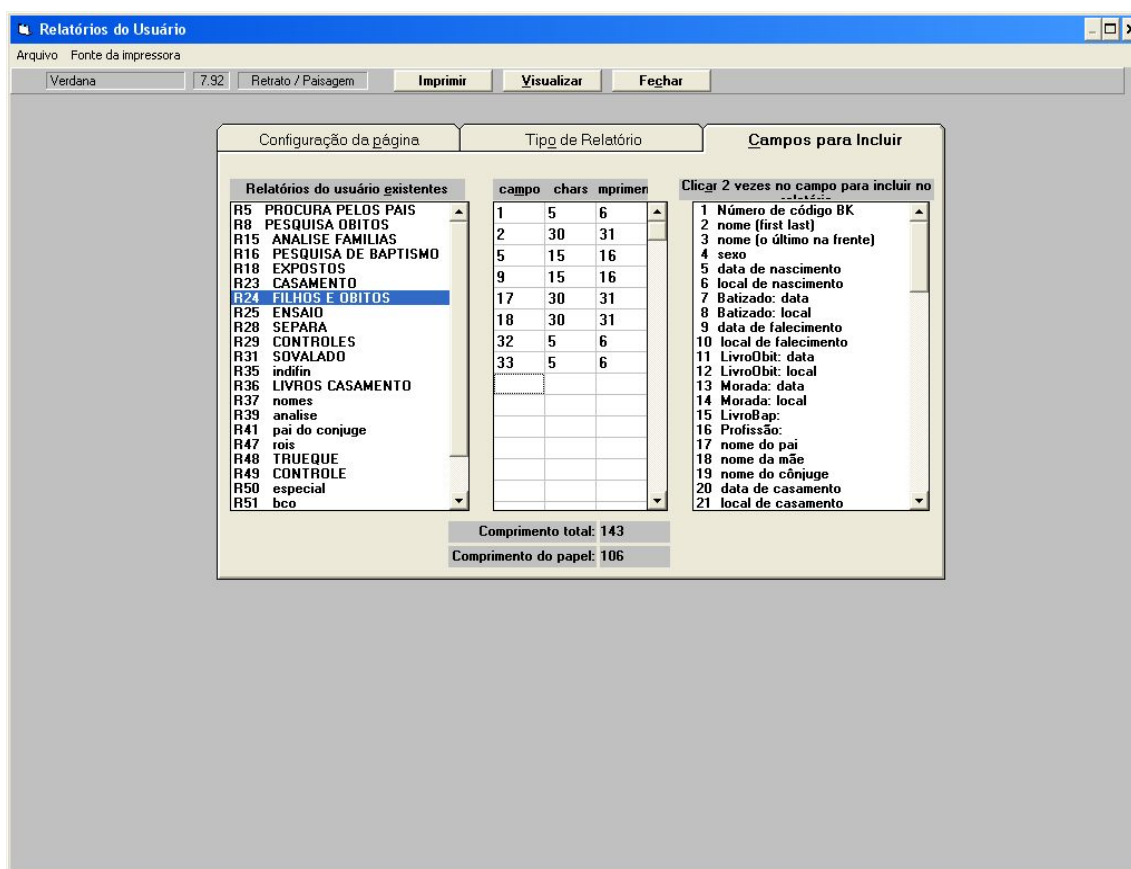 Relatórios do Usuário
Arquivo Fonte da impressora
Verdana 7.92 Retrato / Paisagem Imprimir Visualizar Fechar
Configuração da página Tipo de Relatório Campos para Incluir
Relatórios do usuário existentes
R5 PROCURA PELOS PAIS
R8 PESQUISA OBITOS
R15 ANALISE FAMILIAS
R16 PESQUISA DE BAPTISMO
R18 EXPOSTOS
R23 CASAMENTO
R24 FILHOS E OBITOS
R25 ENSAIO
R28 SEPARA
R29 CONTROLES
R31 SOVALADO
R35 indifin
R36 LIVROS CASAMENTO
R37 nomes
R39 analise
R41 pai do conjuge
R47 rois
R48 TRUEQUE
R49 CONTROLE
R50 especial
R51 bco
campo chars mprimen
1 5 6
2 30 31
5 15 16
9 15 16
17 30 31
18 30 31
32 5 6
33 5 6
Clicar 2 vezes no campo para incluir no
1 Número de código BK
2 nome (first last)
3 nome (o último na frente)
4 sexo
5 data de nascimento
6 local de nascimento
7 Batizado: data
8 Batizado: local
9 data de falecimento
10 local de falecimento
11 LivroObit: data
12 LivroObit: local
13 Morada: data
14 Morada: local
15 LivroBap:
16 Profissão:
17 nome do pai
18 nome da mãe
19 nome do cônjuge
20 data de casamento
21 local de casamento
Comprimento total: 143
Comprimento do papel: 106